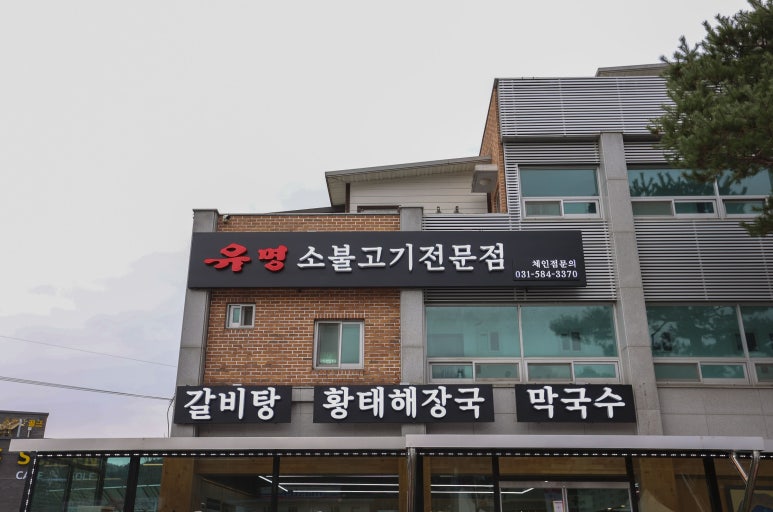 유명 소불고기전문점
체인점문의
031-584-3370
갈비탕 황태해장국 막국수